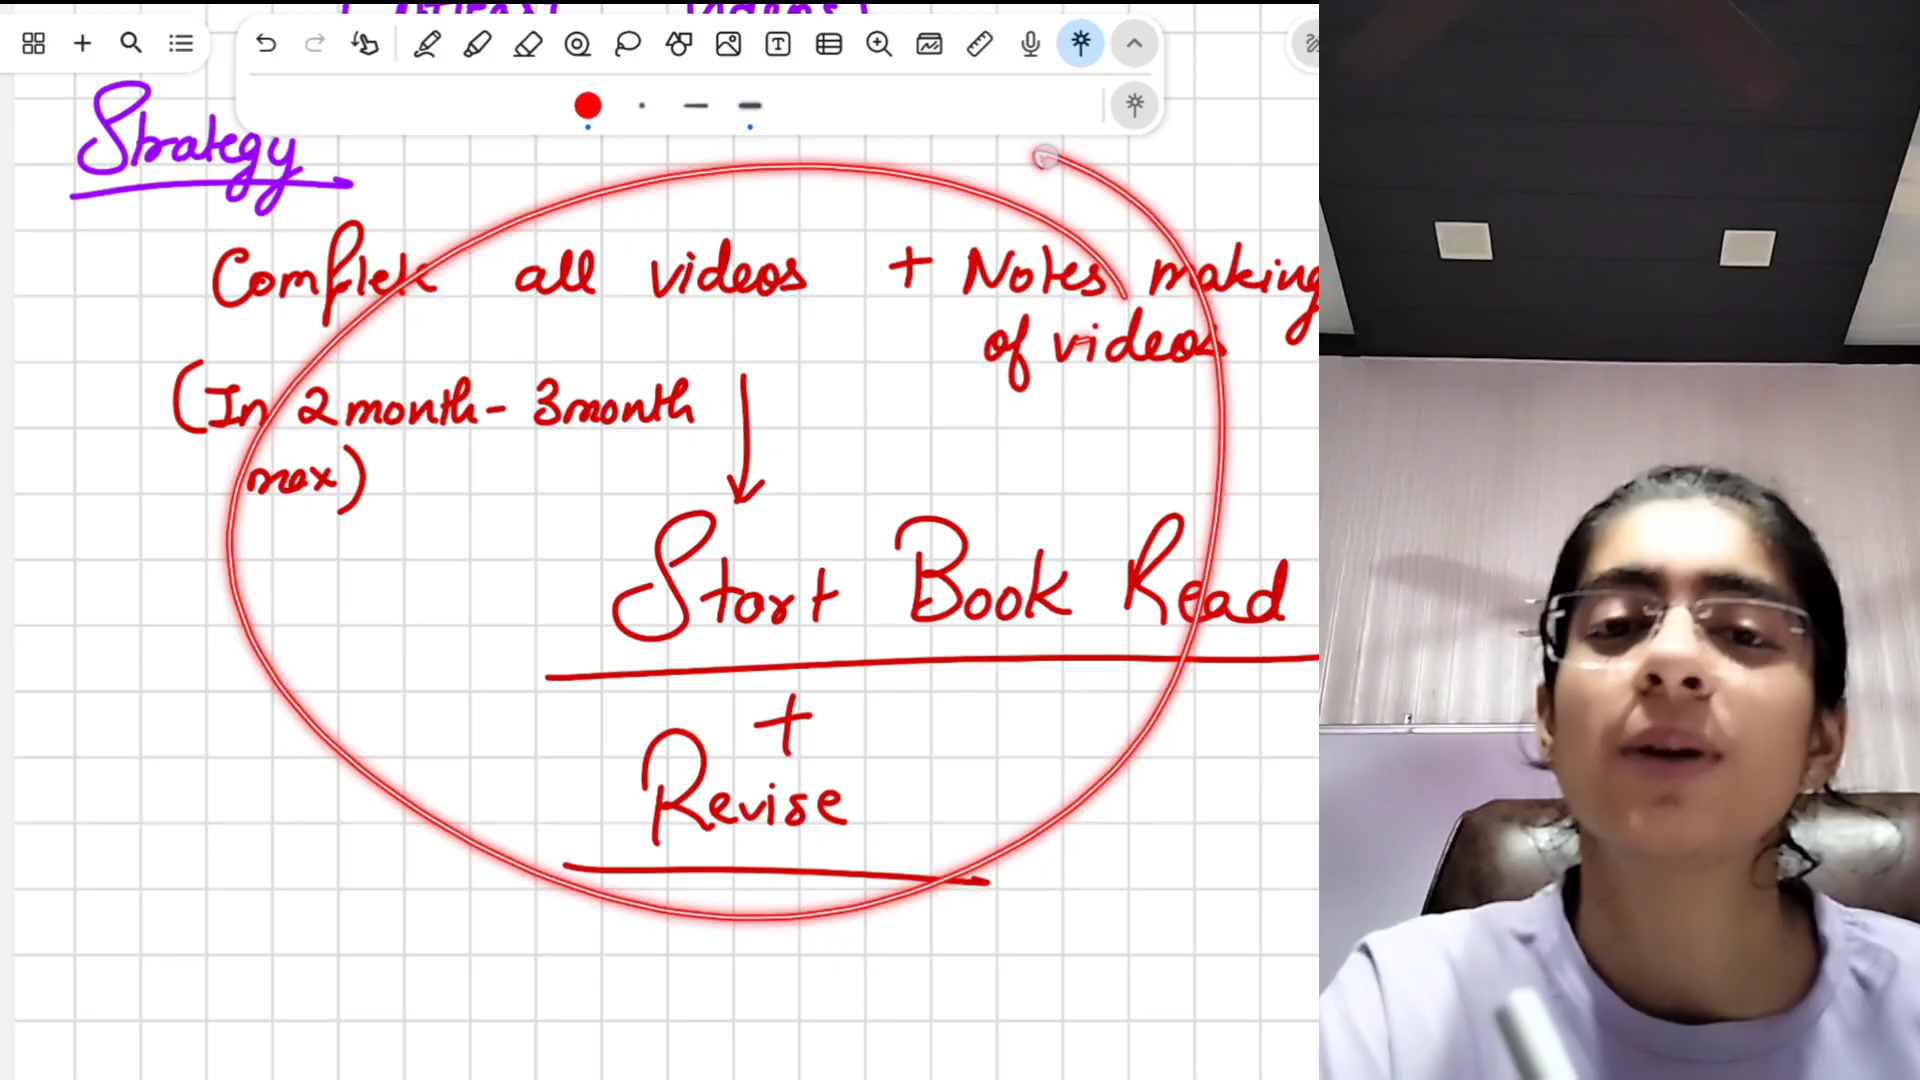 Strategy
Complete all videos + Notes making
of videos
(In 2 month - 3 month
max)
Start Book Read
+
Revise